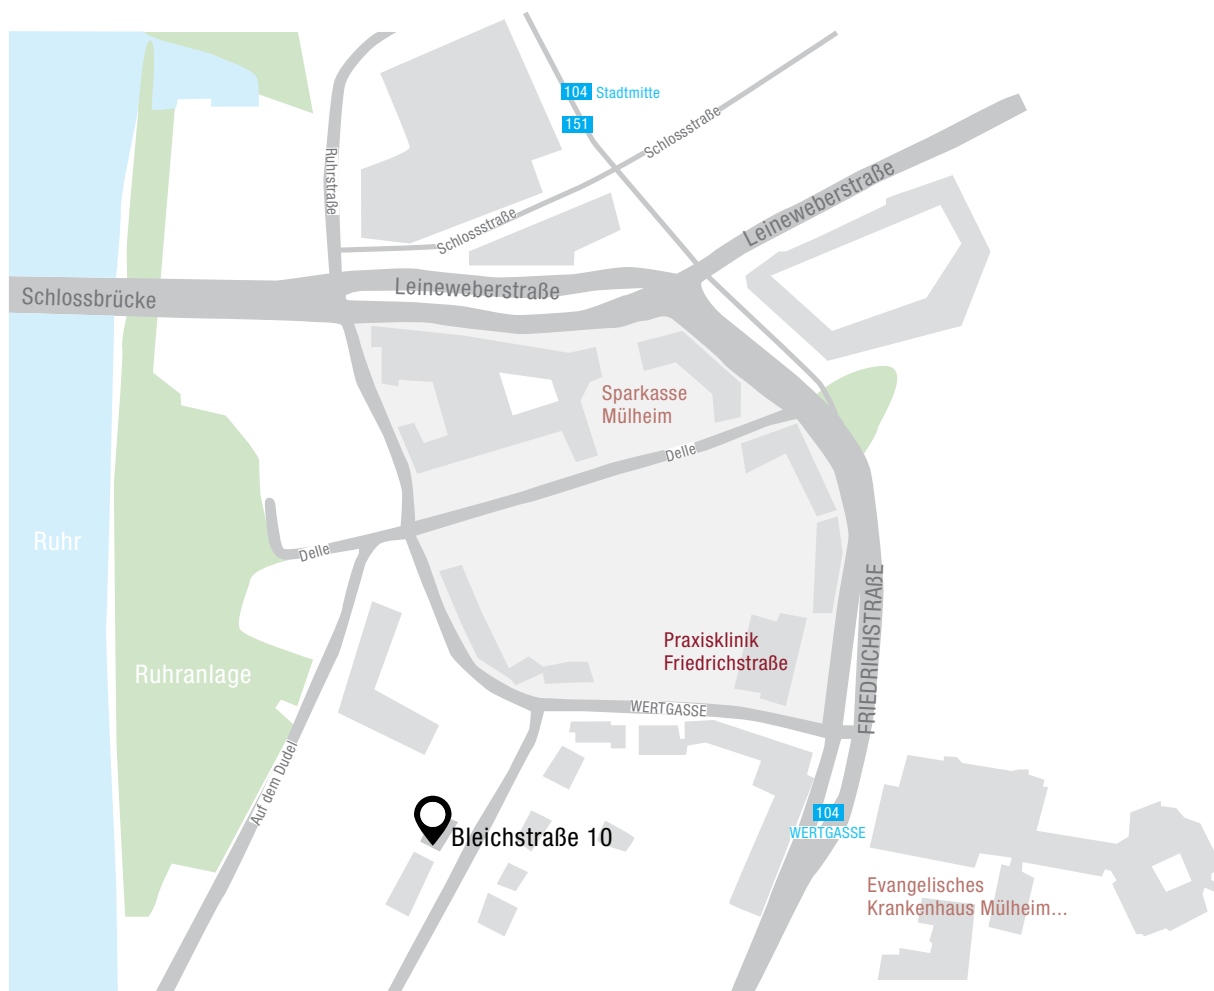 104 Stadtmitte
151
Schlossstraße
Ruhrstraße
Leineweberstraße
Schlossstraße
Schlossbrücke
Leineweberstraße
Sparkasse
Mülheim
Delle
Ruhr
Delle
FRIEDRICHSTRAßE
Praxisklinik
Friedrichstraße
Ruhranlage
WERTGASSE
Auf dem Dudel
104
WERTGASSE
Bleichstraße 10
Evangelisches
Krankenhaus Mülheim...